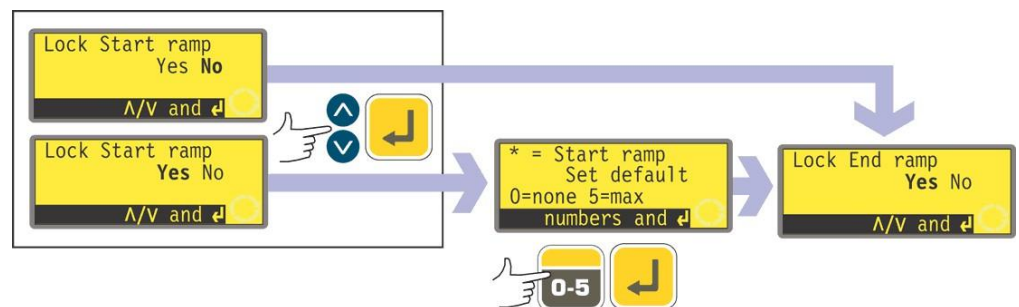 Lock Start ramp
Yes No
∧/∨ and ↲
Lock Start ramp
Yes No
∧/∨ and ↲
* = Start ramp
Set default
0=none 5=max
numbers and ↲
0-5
Lock End ramp
Yes No
∧/∨ and ↲